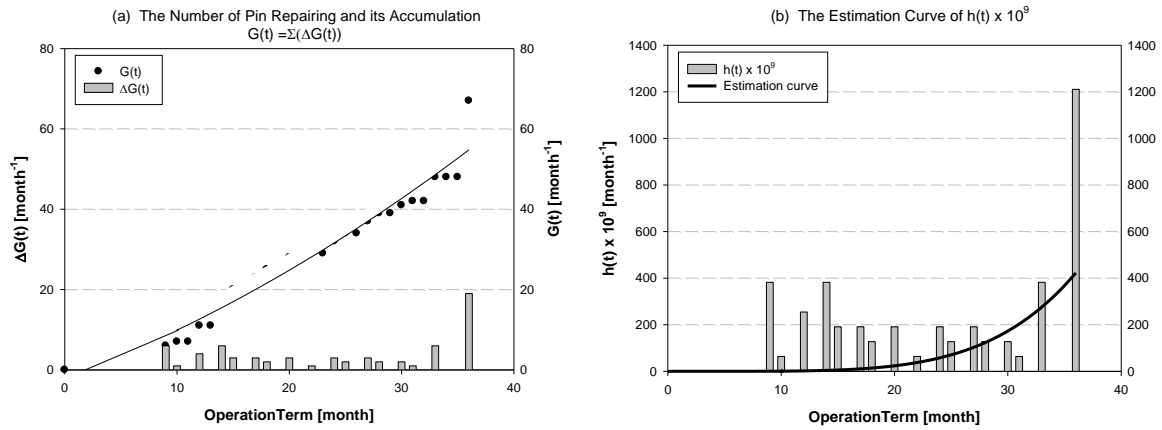 (a) The Number of Pin Repairing and its Accumulation
G(t) =Σ(ΔG(t))
80
60
40
20
0
ΔG(t) [month⁻¹]
G(t)
ΔG(t)
80
60
40
20
0
G(t) [month⁻¹]
0 10 20 30 40
OperationTerm [month]
(b) The Estimation Curve of h(t) x 10⁹
1400
1200
1000
800
600
400
200
0
h(t) x 10⁹ [month⁻¹]
h(t) x 10⁹
Estimation curve
1400
1200
1000
800
600
400
200
0
0 10 20 30 40
OperationTerm [month]